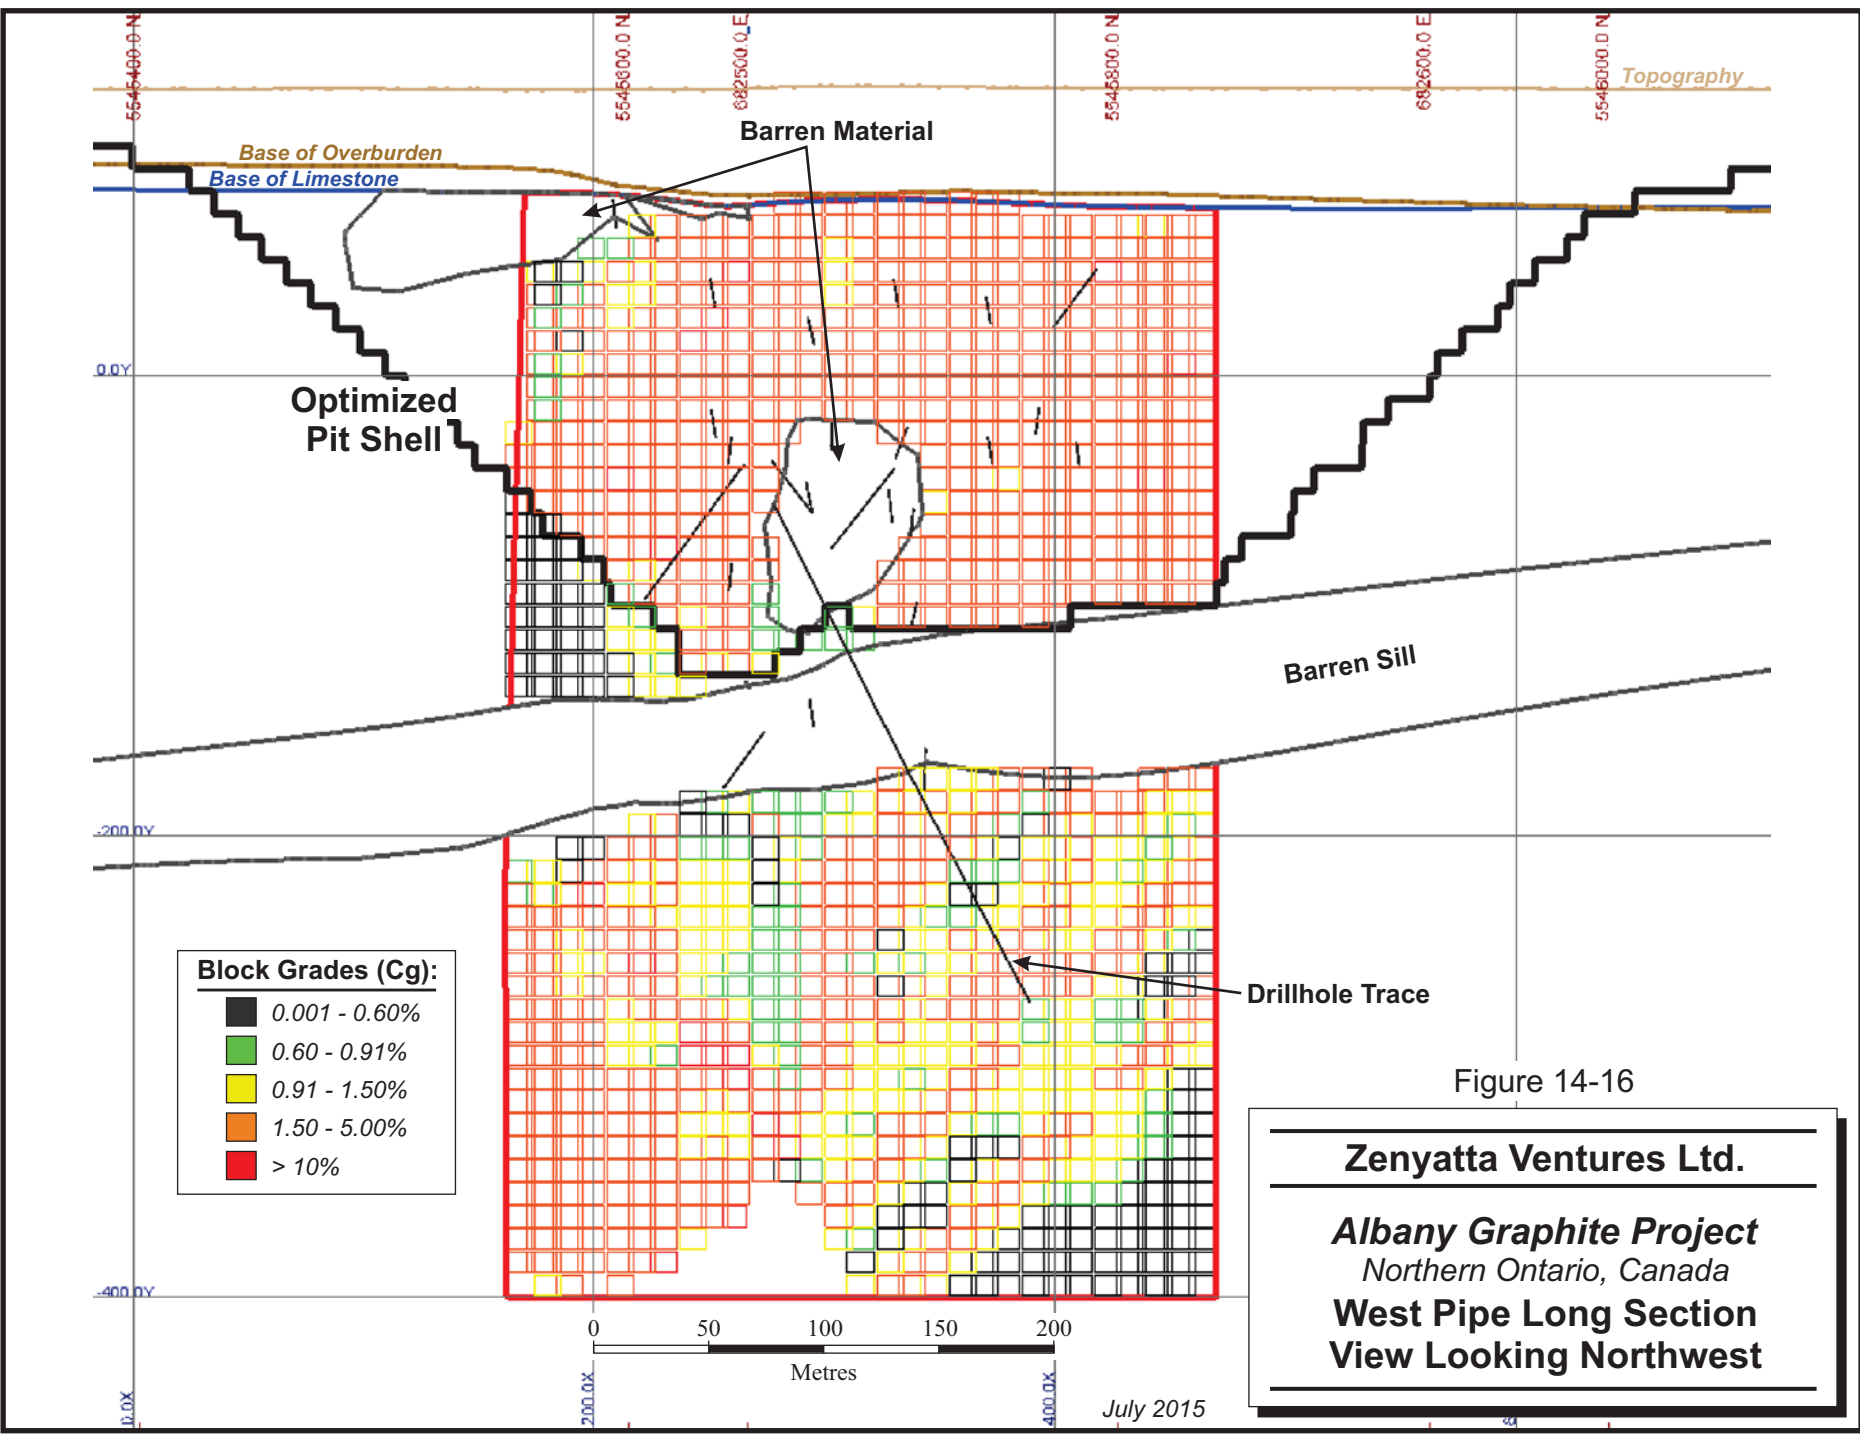 5545400.0 N
5545600.0 N
682500.0 E
5545800.0 N
682600.0 E
5546000.0 N
Topography
Barren Material
Base of Overburden
Base of Limestone
0.0Y
Optimized
Pit Shell
Barren Sill
-200.0Y
Block Grades (Cg):
0.001 - 0.60%
0.60 - 0.91%
0.91 - 1.50%
1.50 - 5.00%
> 10%
Drillhole Trace
-400.0Y
0 50 100 150 200
Metres
0.0X
200.0X
400.0X
July 2015
Figure 14-16
Zenyatta Ventures Ltd.
Albany Graphite Project
Northern Ontario, Canada
West Pipe Long Section
View Looking Northwest